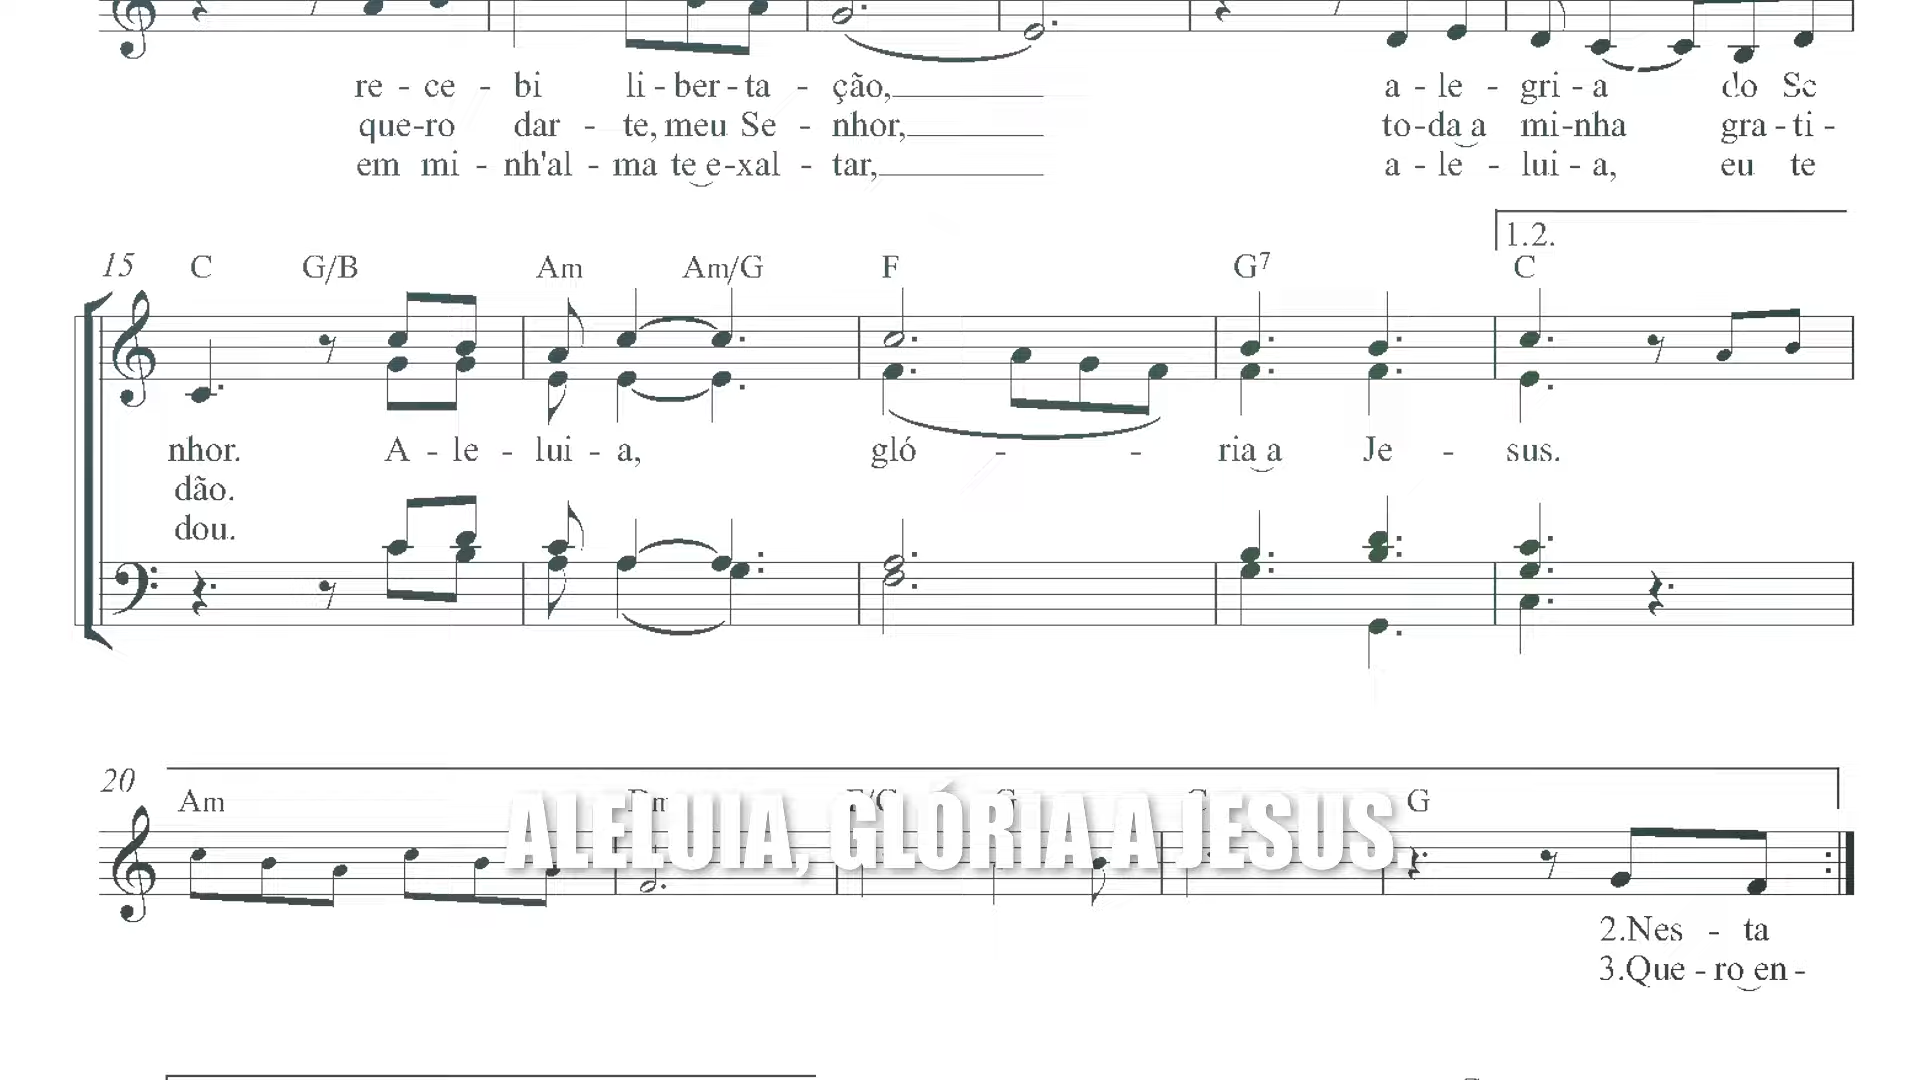 re - ce - bi li - ber - ta - ção, a - le - gri - a do
que-ro dar - te, meu Se - nhor, to-da a mi-nha gra - ti -
em mi - nh'al - ma te e-xal - tar, a - le - lui - a, eu te
1.2.
15 C G/B Am Am/G F G7 C
nhor. A - le - lui - a, gló - - ria a Je - sus.
dão.
dou.
20 Am G
ALELUIA, GLÓRIA A JESUS
2.Nes - ta
3.Que - ro en -